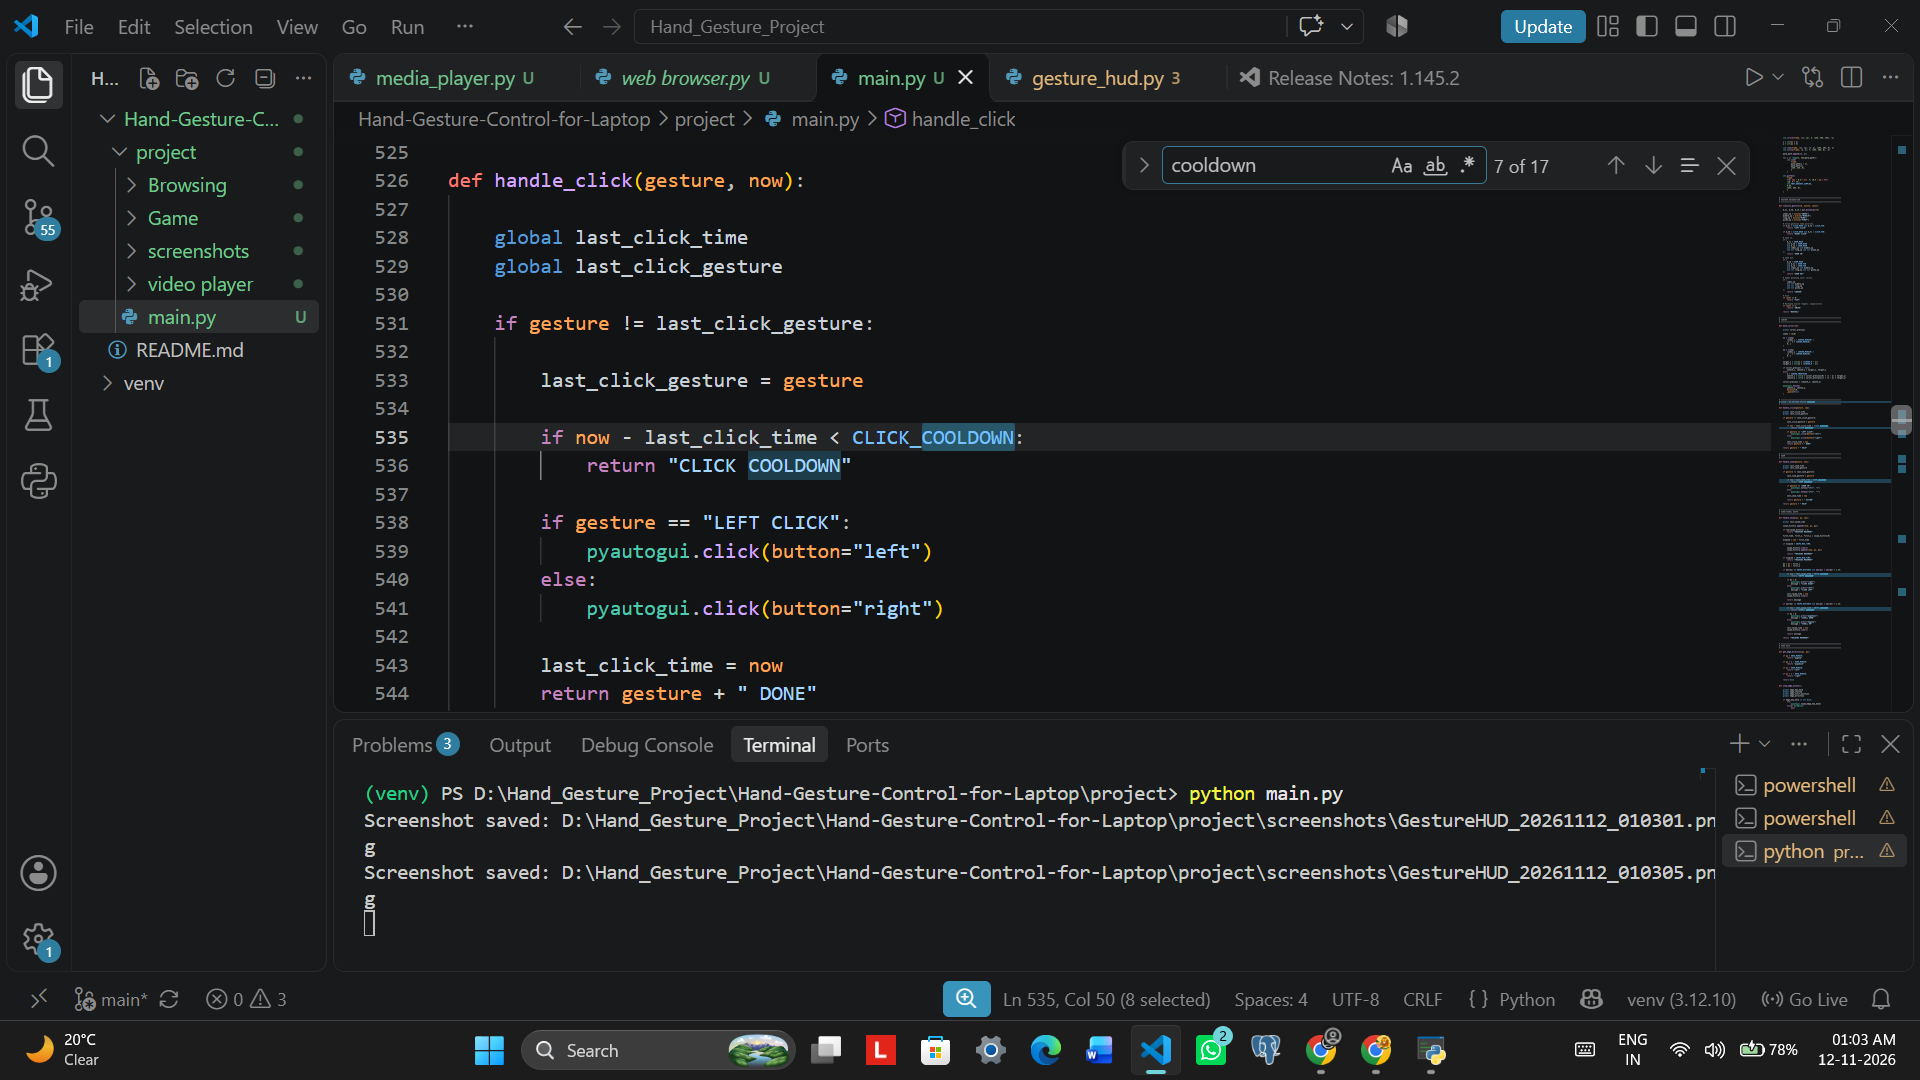 File Edit Selection View Go Run ...
Hand_Gesture_Project
Update
H...
media_player.py U
web browser.py U
main.py U
gesture_hud.py 3
Release Notes: 1.145.2
Hand-Gesture-C...
project
Browsing
Game
screenshots
video player
main.py U
README.md
venv
55
1
1
Hand-Gesture-Control-for-Laptop > project > main.py > handle_click
cooldown
Aa ab .*
7 of 17
525
526 def handle_click(gesture, now):
527
528 global last_click_time
529 global last_click_gesture
530
531 if gesture != last_click_gesture:
532
533 last_click_gesture = gesture
534
535 if now - last_click_time < CLICK_COOLDOWN:
536 return "CLICK COOLDOWN"
537
538 if gesture == "LEFT CLICK":
539 pyautogui.click(button="left")
540 else:
541 pyautogui.click(button="right")
542
543 last_click_time = now
544 return gesture + " DONE"
Problems 3 Output Debug Console Terminal Ports
(venv) PS D:\Hand_Gesture_Project\Hand-Gesture-Control-for-Laptop\project> python main.py
Screenshot saved: D:\Hand_Gesture_Project\Hand-Gesture-Control-for-Laptop\project\screenshots\GestureHUD_20261112_010301.pn
g
Screenshot saved: D:\Hand_Gesture_Project\Hand-Gesture-Control-for-Laptop\project\screenshots\GestureHUD_20261112_010305.pn
g
powershell
powershell
python pr...
main* 0 3
Ln 535, Col 50 (8 selected) Spaces: 4 UTF-8 CRLF { } Python venv (3.12.10) Go Live
20°C
Clear
Search
L
W
2
ENG
IN
78%
01:03 AM
12-11-2026